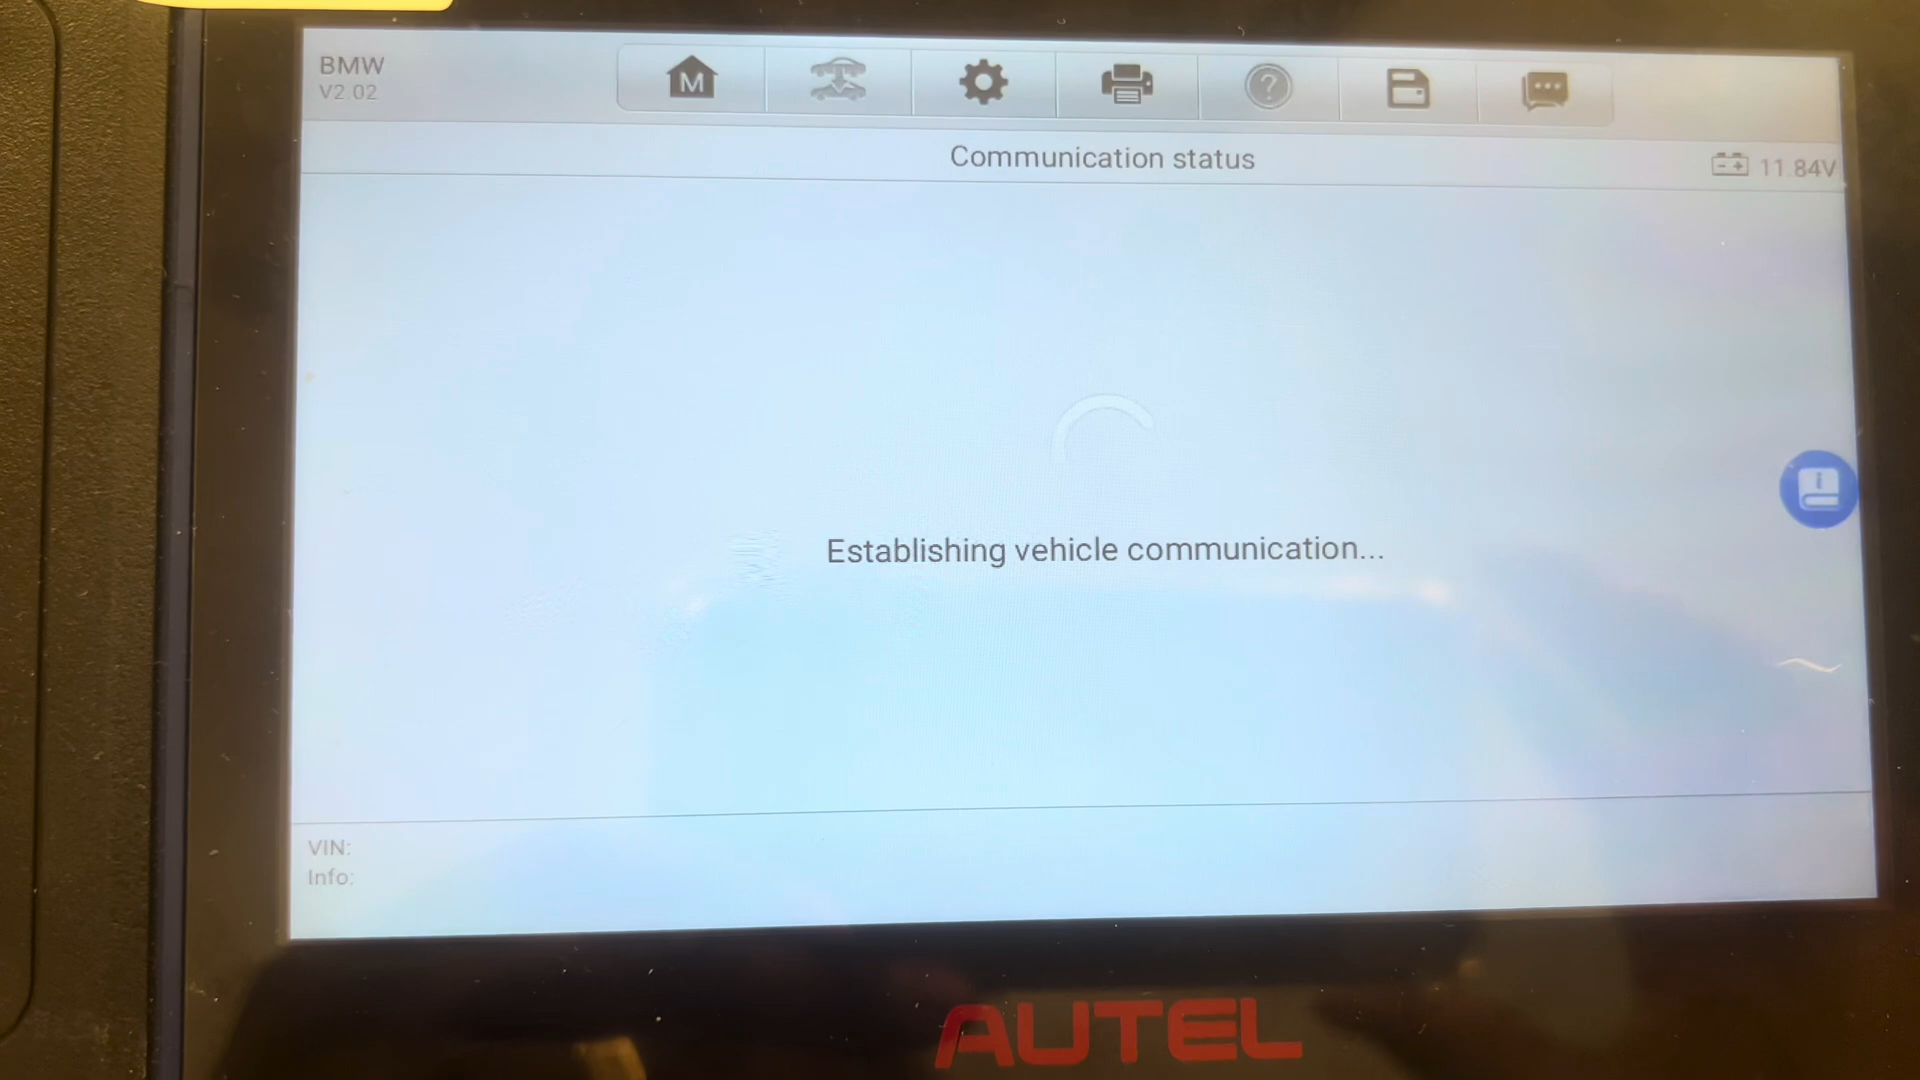 BMW
V2.02
M
?
Communication status
11.84V
i
Establishing vehicle communication...
VIN:
Info:
AUTEL